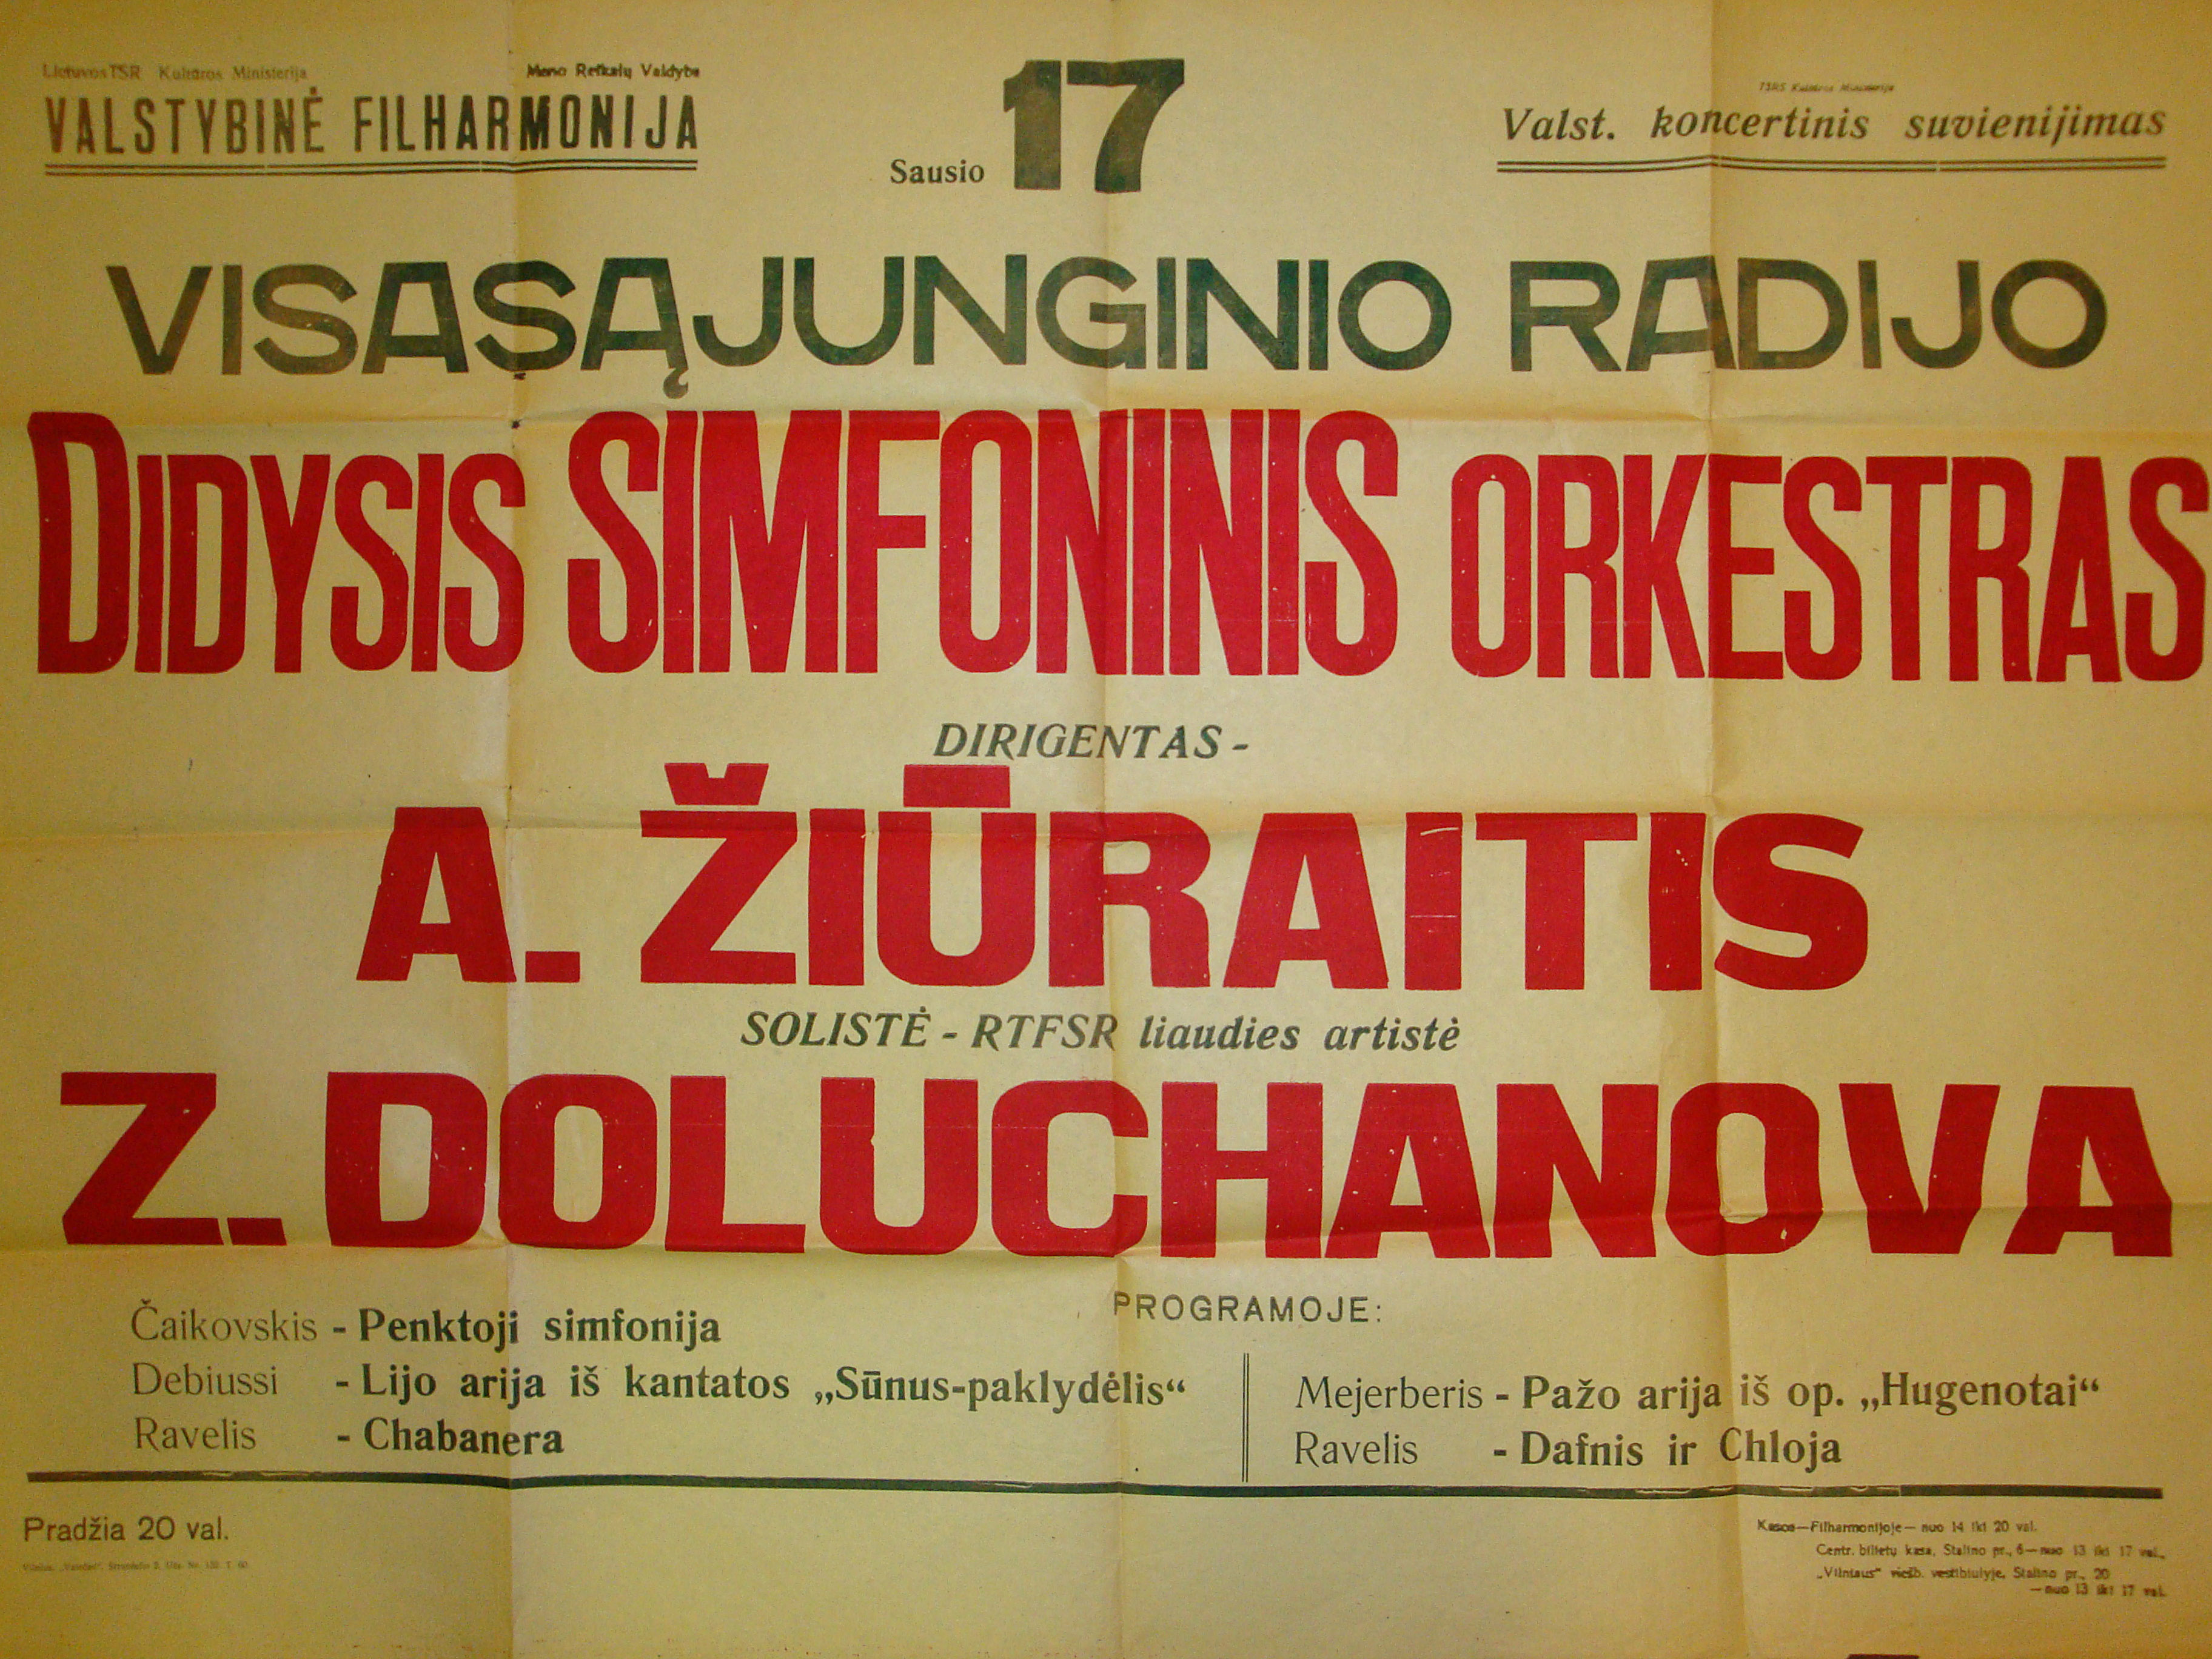 Lietuvos TSR Kultūros Ministerija
Meno Reikalų Valdyba
VALSTYBINĖ FILHARMONIJA
Sausio 17
TSRS Kultūros Ministerija
Valst. koncertinis suvienijimas
VISASĄJUNGINIO RADIJO
DIDYSIS SIMFONINIS ORKESTRAS
DIRIGENTAS -
A. ŽIŪRAITIS
SOLISTĖ - RTFSR liaudies artistė
Z. DOLUCHANOVA
PROGRAMOJE:
Čaikovskis - Penktoji simfonija
Debiussi - Lijo arija iš kantatos „Sūnus-paklydėlis“
Ravelis - Chabanera
Mejerberis - Pažo arija iš op. „Hugenotai“
Ravelis - Dafnis ir Chloja
Pradžia 20 val.
Kasos—Filharmonijoje— nuo 14 iki 20 val.
Centr. bilietų kasa, Stalino pr., 6—nuo 13 iki 17 val.,
„Vilniaus“ viešb. vestibiulyje, Stalino pr., 20
—nuo 13 iki 17 val.